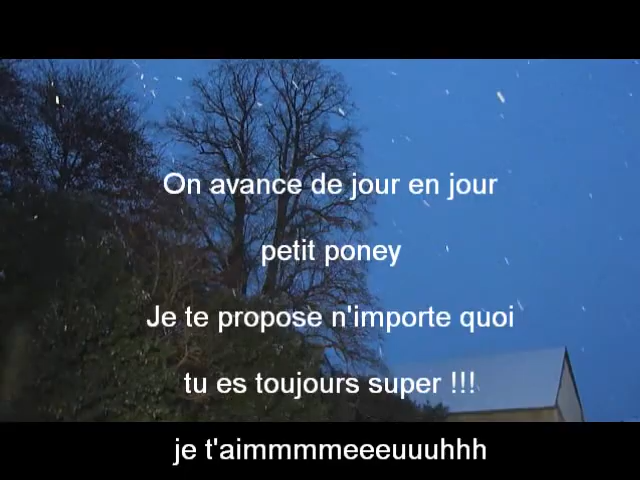 On avance de jour en jour
petit poney
Je te propose n'importe quoi
tu es toujours super !!!
je t'aimmmmeeeuuuhhh